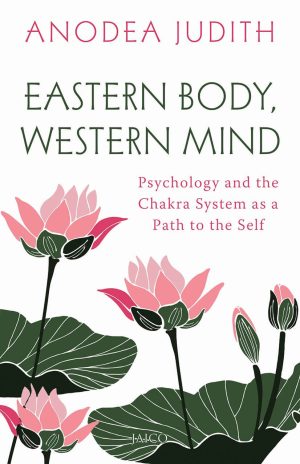 ANODEA JUDITH
EASTERN BODY,
WESTERN MIND
Psychology and the
Chakra System as a
Path to the Self
JAICO